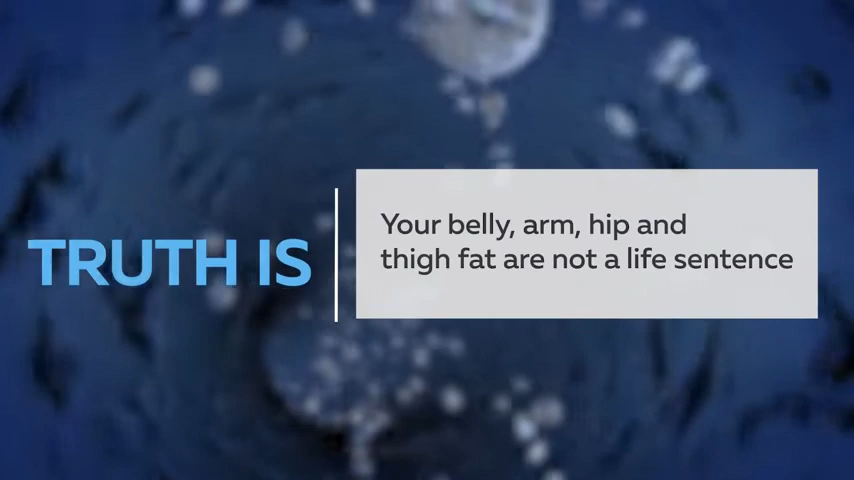 TRUTH IS
Your belly, arm, hip and
thigh fat are not a life sentence